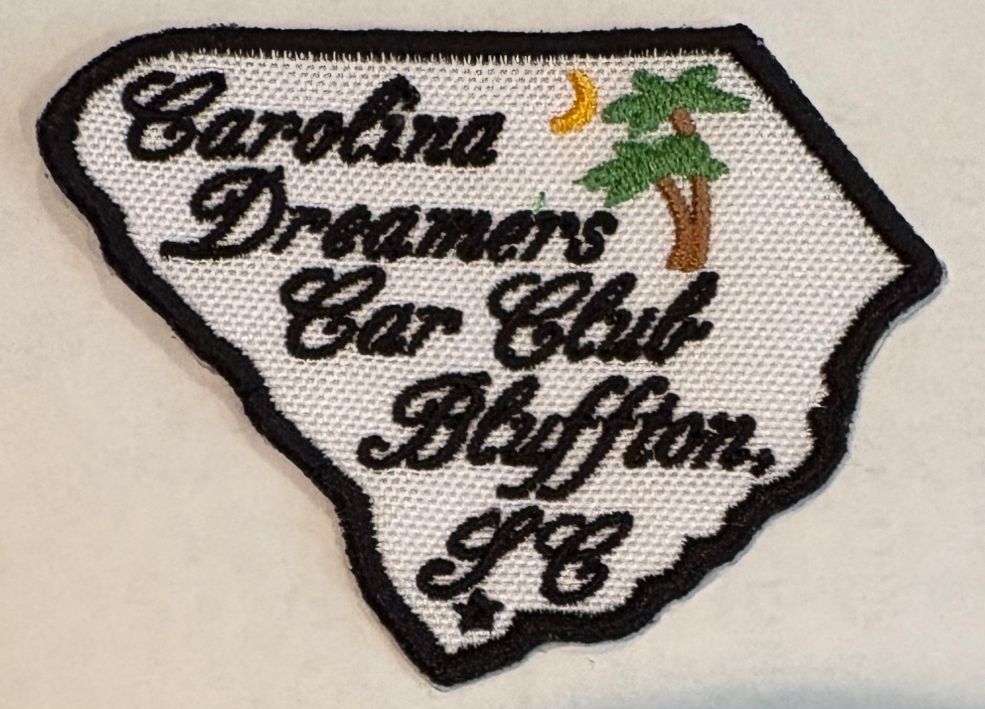 Carolina
Dreamers
Car Club
Bluffton,
SC